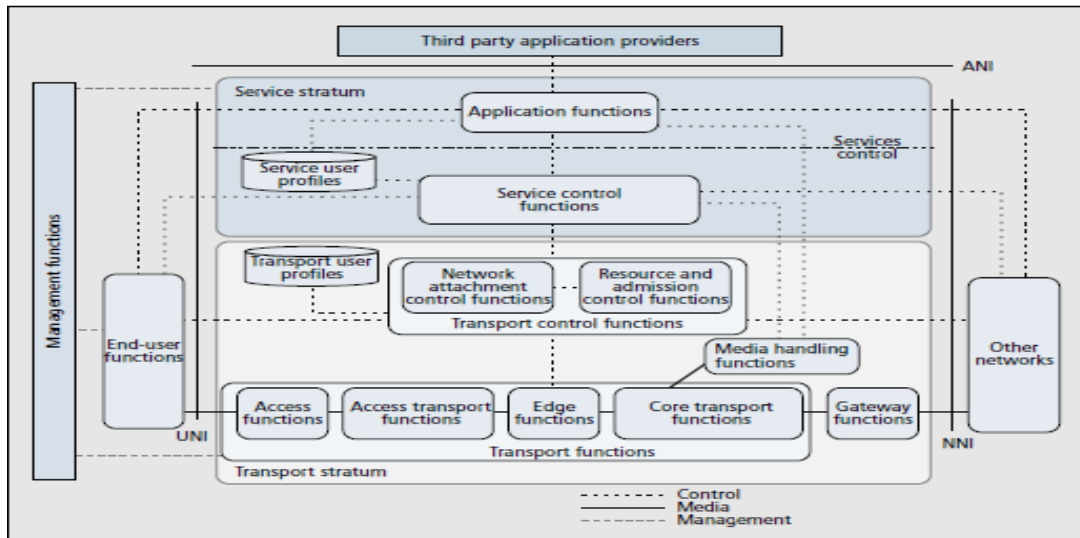 Third party application providers
ANI
Service stratum
Application functions
Services
control
Service user
profiles
Service control
functions
Management functions
Transport user
profiles
Network
attachment
control functions
Resource and
admission
control functions
Transport control functions
End-user
functions
Media handling
functions
Other
networks
Access
functions
Access transport
functions
Edge
functions
Core transport
functions
Gateway
functions
UNI
NNI
Transport functions
Transport stratum
Control
Media
Management